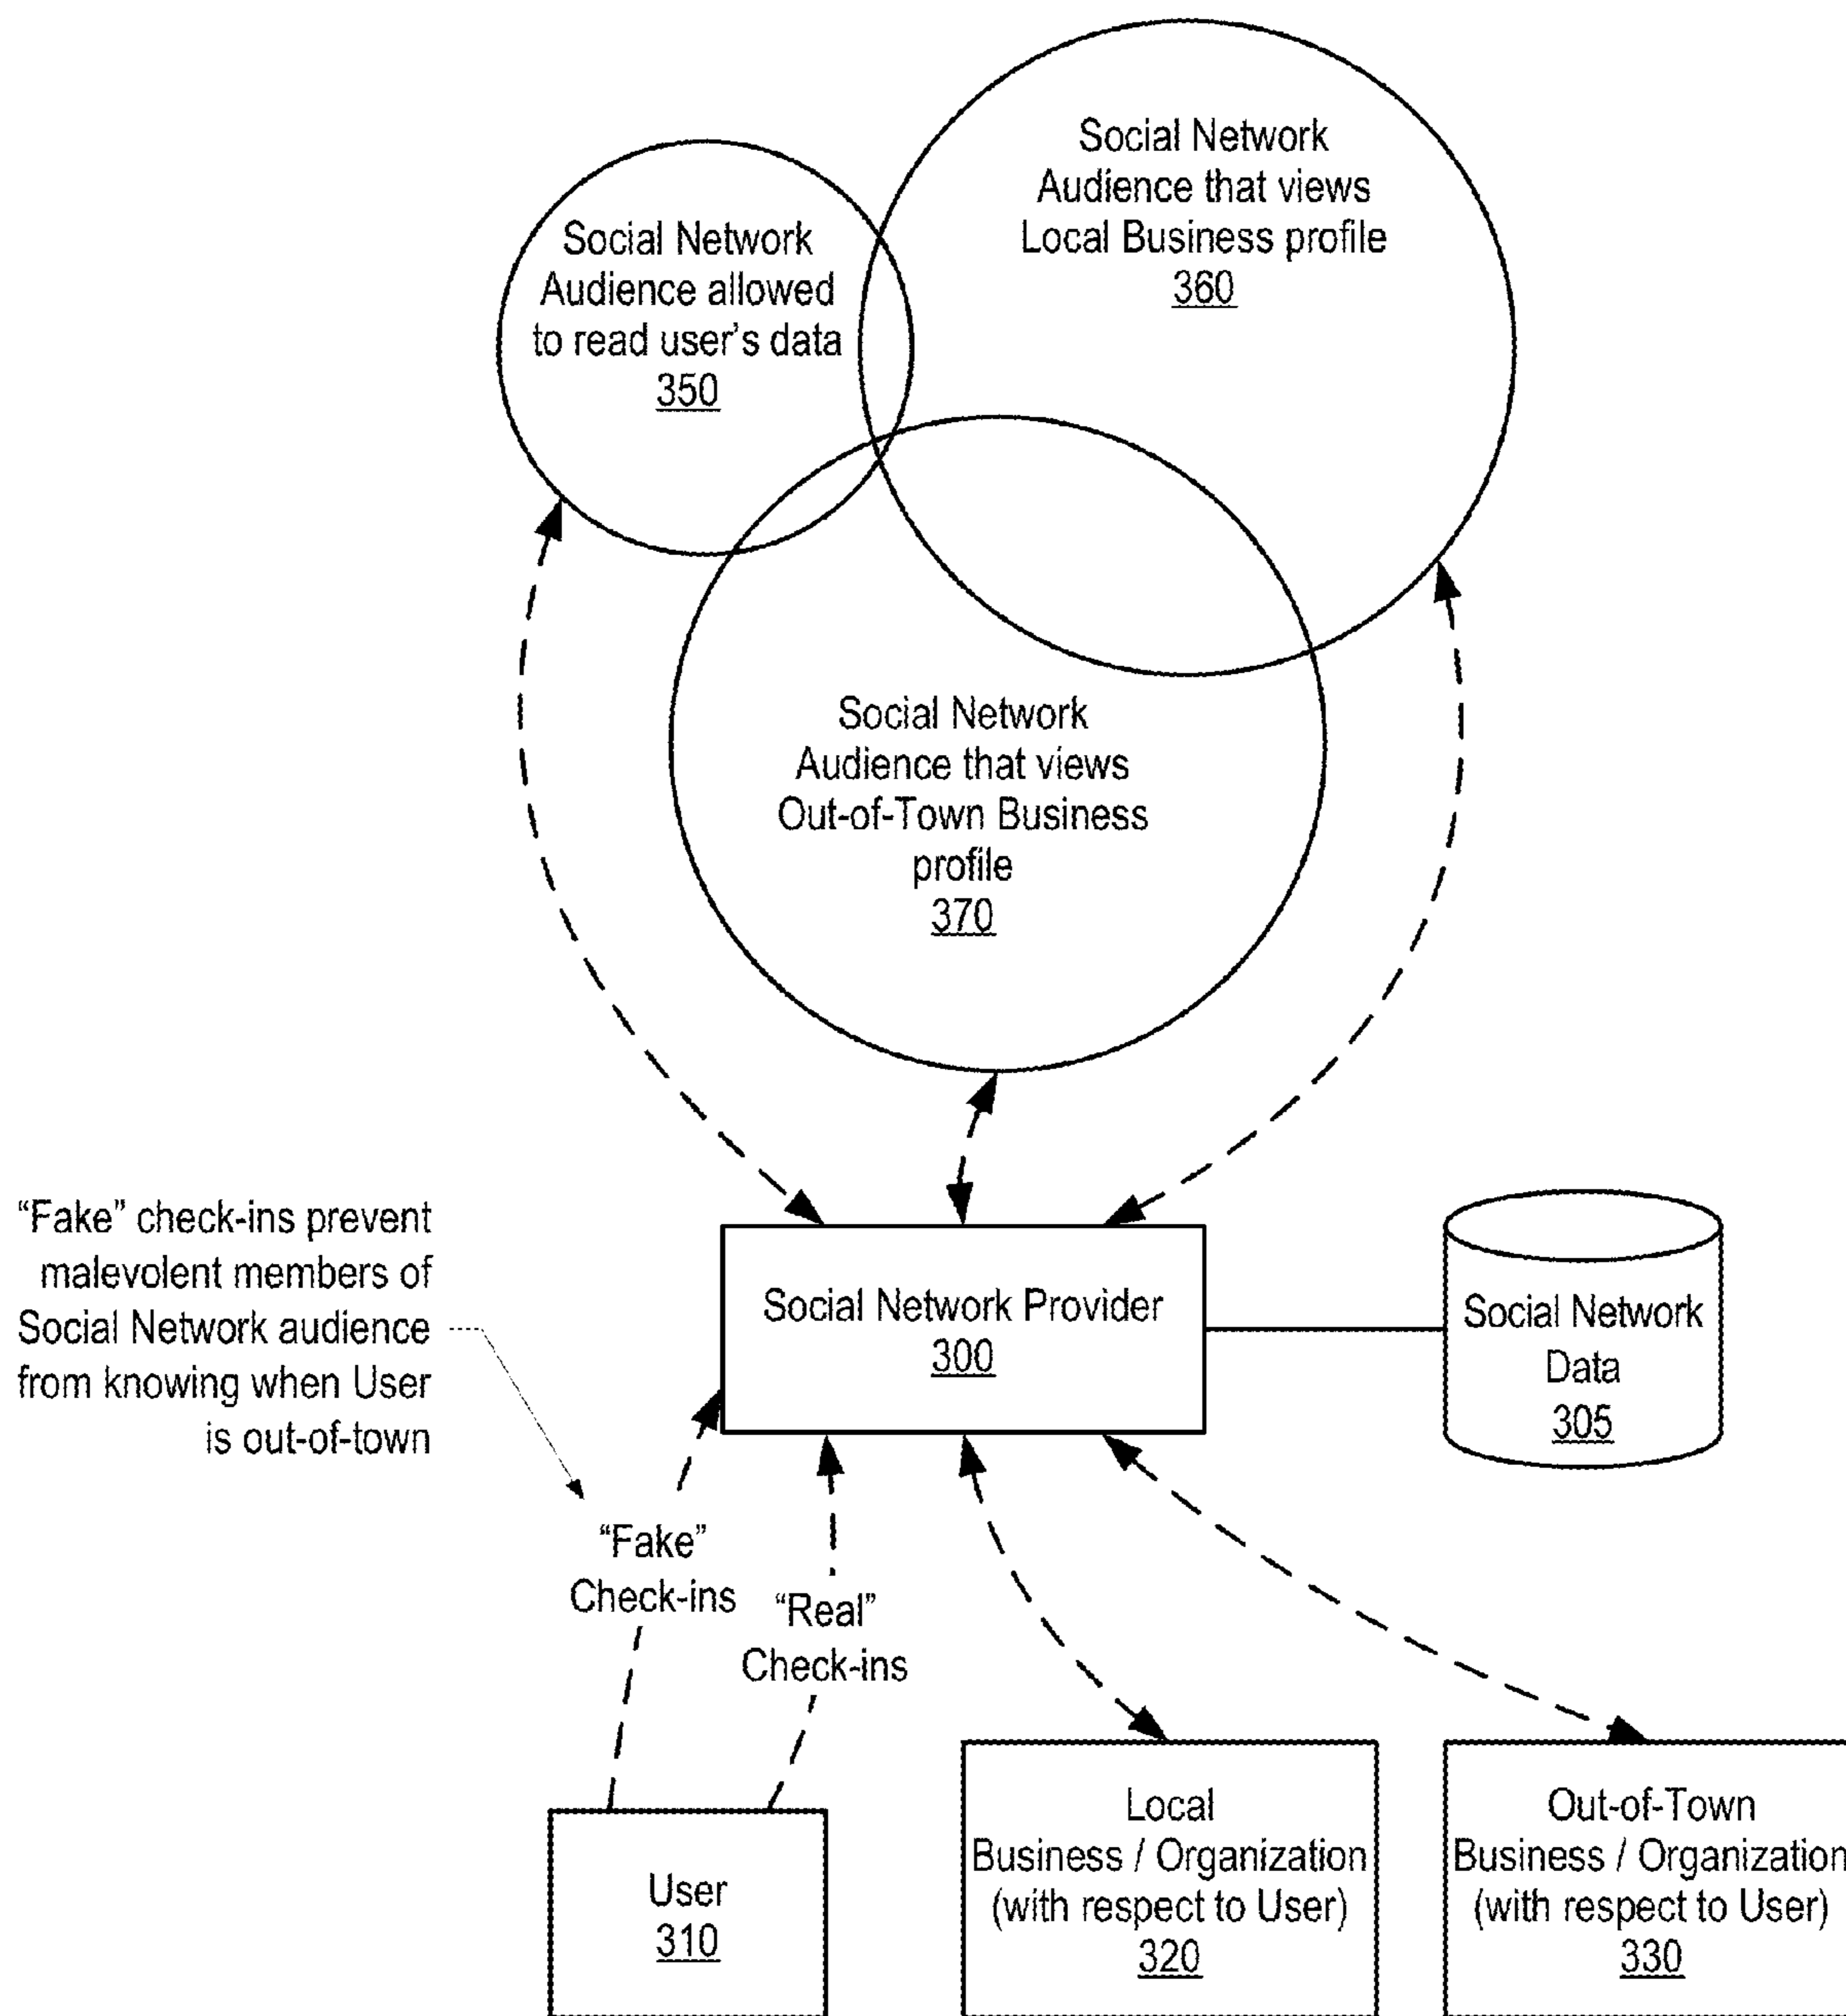 Social Network
Audience that views
Local Business profile
360
Social Network
Audience allowed
to read user's data
350
Social Network
Audience that views
Out-of-Town Business
profile
370
“Fake” check-ins prevent
malevolent members of
Social Network audience
from knowing when User
is out-of-town
Social Network Provider
300
Social Network
Data
305
“Fake”
Check-ins
“Real”
Check-ins
User
310
Local
Business / Organization
(with respect to User)
320
Out-of-Town
Business / Organization
(with respect to User)
330